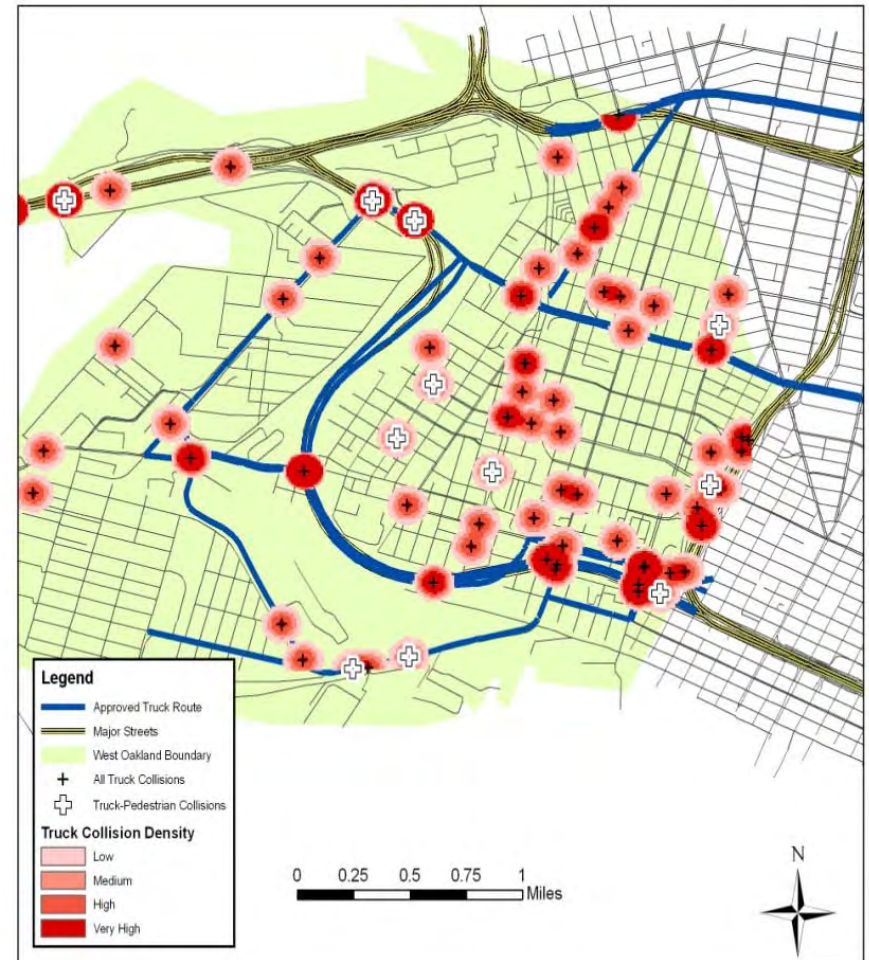 Legend
Approved Truck Route
Major Streets
West Oakland Boundary
All Truck Collisions
Truck-Pedestrian Collisions
Truck Collision Density
Low
Medium
High
Very High
0 0.25 0.5 0.75 1
Miles
N